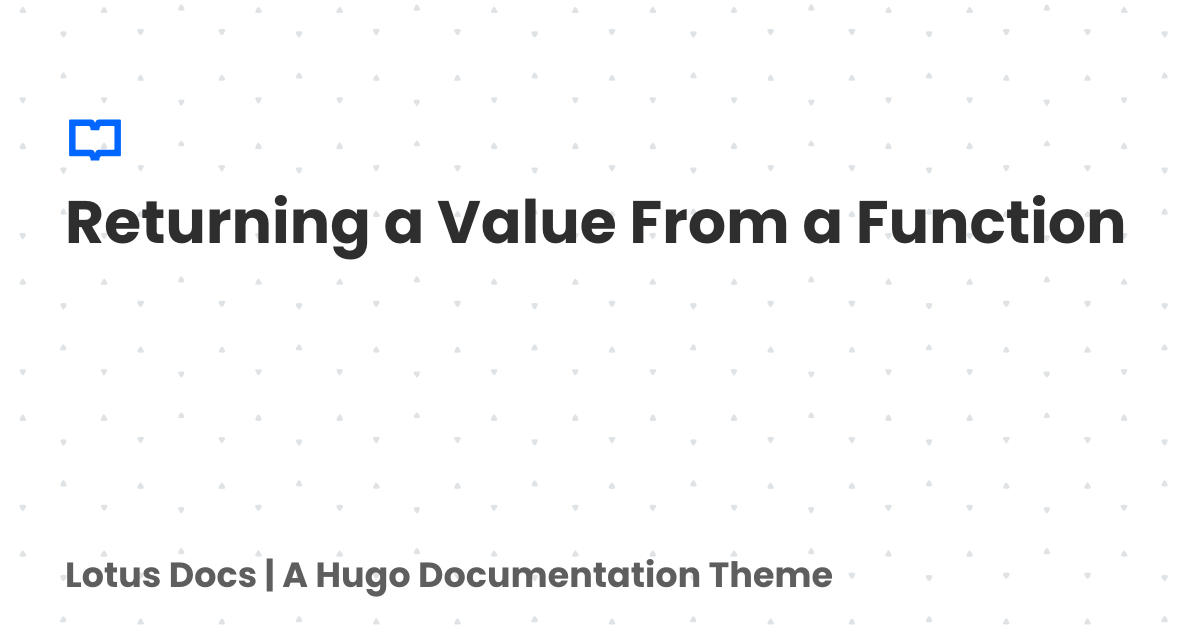 Returning a Value From a Function
Lotus Docs | A Hugo Documentation Theme